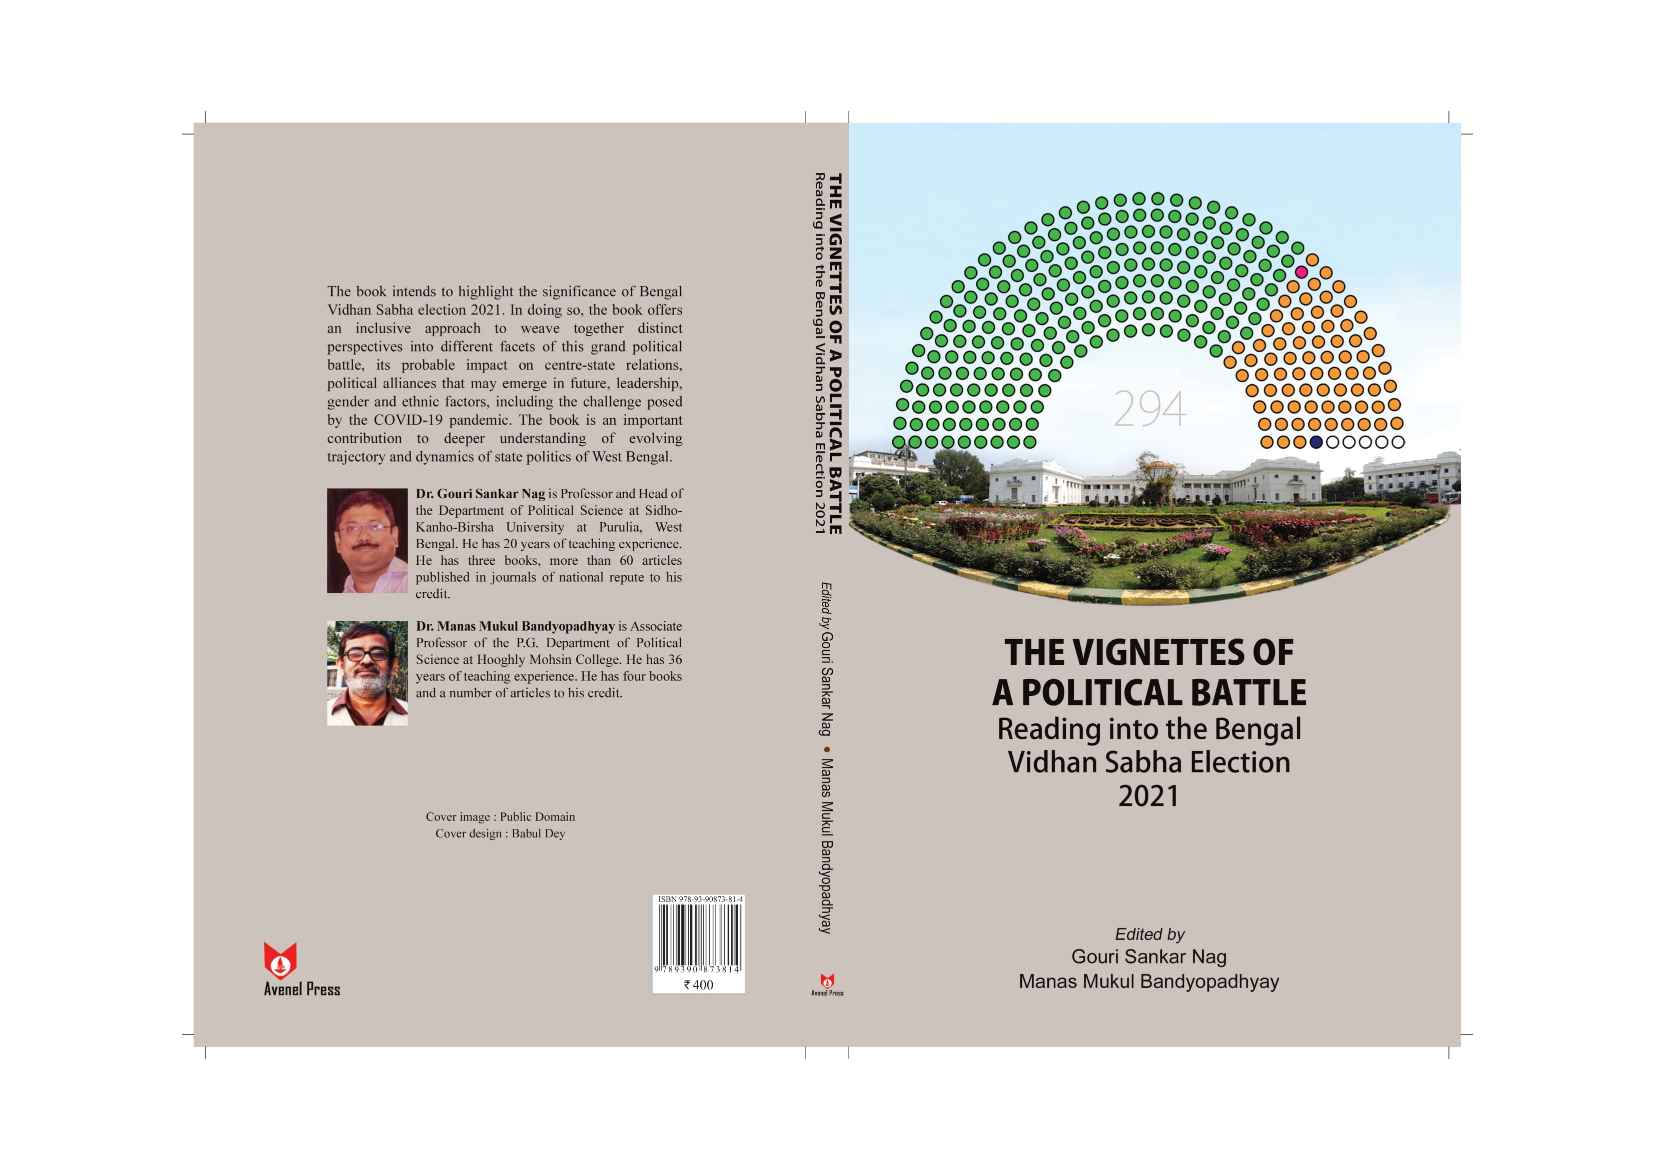 The book intends to highlight the significance of Bengal
Vidhan Sabha election 2021. In doing so, the book offers
an inclusive approach to weave together distinct
perspectives into different facets of this grand political
battle, its probable impact on centre-state relations,
political alliances that may emerge in future, leadership,
gender and ethnic factors, including the challenge posed
by the COVID-19 pandemic. The book is an important
contribution to deeper understanding of evolving
trajectory and dynamics of state politics of West Bengal.
Dr. Gouri Sankar Nag is Professor and Head of
the Department of Political Science at Sidho-
Kanho-Birsha University at Purulia, West
Bengal. He has 20 years of teaching experience.
He has three books, more than 60 articles
published in journals of national repute to his
credit.
Dr. Manas Mukul Bandyopadhyay is Associate
Professor of the P.G. Department of Political
Science at Hooghly Mohsin College. He has 36
years of teaching experience. He has four books
and a number of articles to his credit.
Cover image : Public Domain
Cover design : Babul Dey
Avenel Press
ISBN 978-93-90873-81-4
9 789390 873814
₹ 400
THE VIGNETTES OF A POLITICAL BATTLE
Reading into the Bengal Vidhan Sabha Election 2021
Edited by Gouri Sankar Nag • Manas Mukul Bandyopadhyay
Avenel Press
294
THE VIGNETTES OF
A POLITICAL BATTLE
Reading into the Bengal
Vidhan Sabha Election
2021
Edited by
Gouri Sankar Nag
Manas Mukul Bandyopadhyay